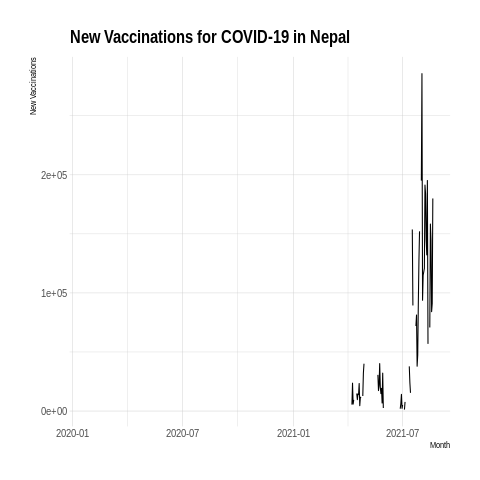 New Vaccinations for COVID-19 in Nepal
New Vaccinations
2e+05
1e+05
0e+00
2020-01
2020-07
2021-01
2021-07
Month